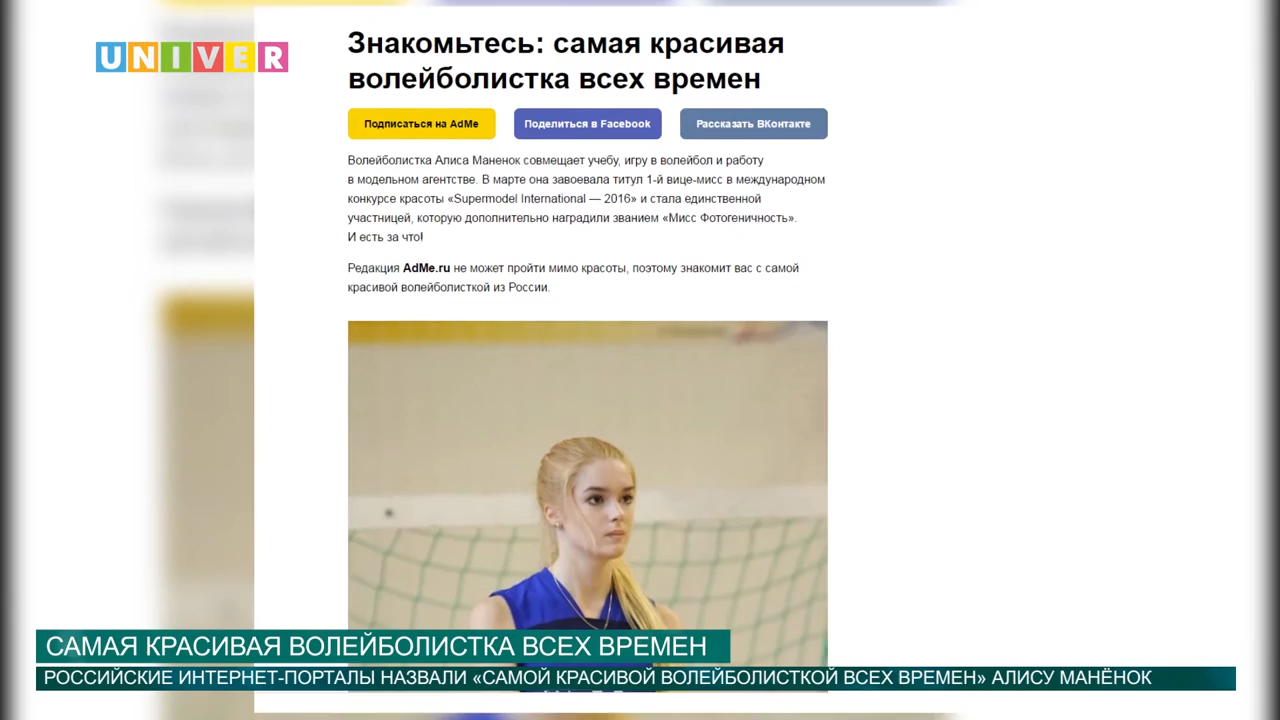 UNIVER
Знакомьтесь: самая красивая
волейболистка всех времен
Подписаться на AdMe
Поделиться в Facebook
Рассказать ВКонтакте
Волейболистка Алиса Маненок совмещает учебу, игру в волейбол и работу
в модельном агентстве. В марте она завоевала титул 1-й вице-мисс в международном
конкурсе красоты «Supermodel International — 2016» и стала единственной
участницей, которую дополнительно наградили званием «Мисс Фотогеничность».
И есть за что!
Редакция AdMe.ru не может пройти мимо красоты, поэтому знакомит вас с самой
красивой волейболисткой из России.
САМАЯ КРАСИВАЯ ВОЛЕЙБОЛИСТКА ВСЕХ ВРЕМЕН
РОССИЙСКИЕ ИНТЕРНЕТ-ПОРТАЛЫ НАЗВАЛИ «САМОЙ КРАСИВОЙ ВОЛЕЙБОЛИСТКОЙ ВСЕХ ВРЕМЕН» АЛИСУ МАНЁНОК